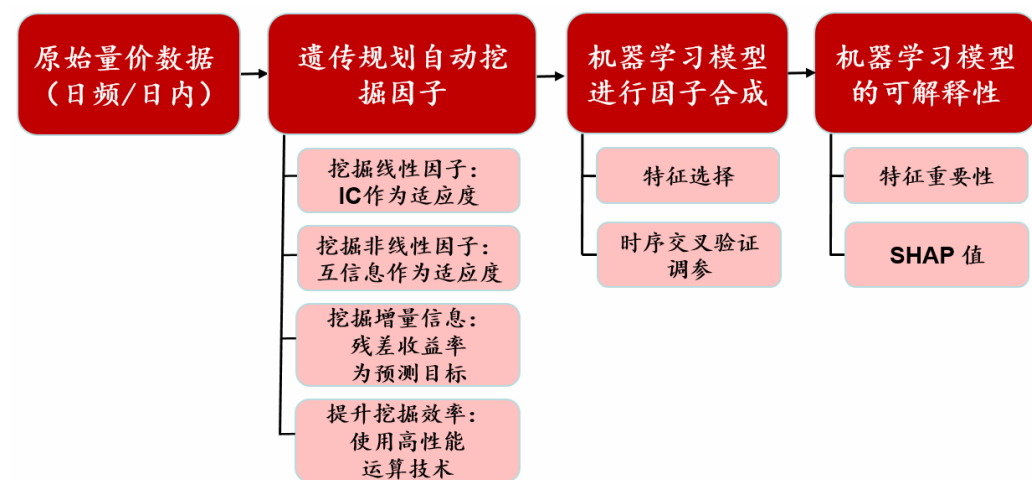 原始量价数据
（日频/日内）
遗传规划自动挖
掘因子
机器学习模型
进行因子合成
机器学习模型
的可解释性
挖掘线性因子：
IC作为适应度
挖掘非线性因子：
互信息作为适应度
挖掘增量信息：
残差收益率
为预测目标
提升挖掘效率：
使用高性能
运算技术
特征选择
时序交叉验证
调参
特征重要性
SHAP 值